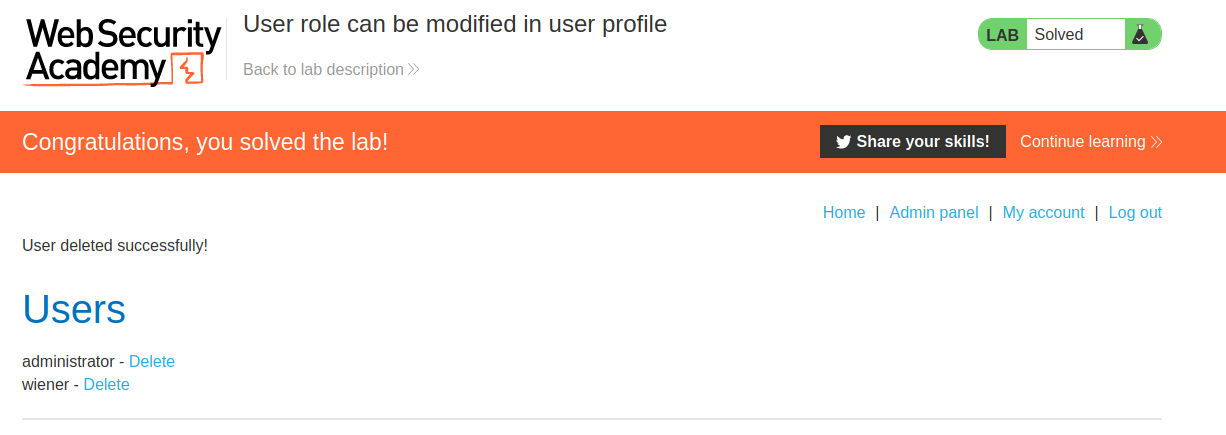 Web Security
Academy
User role can be modified in user profile
Back to lab description
LAB Solved
Congratulations, you solved the lab!
Share your skills!
Continue learning
Home | Admin panel | My account | Log out
User deleted successfully!
Users
administrator - Delete
wiener - Delete